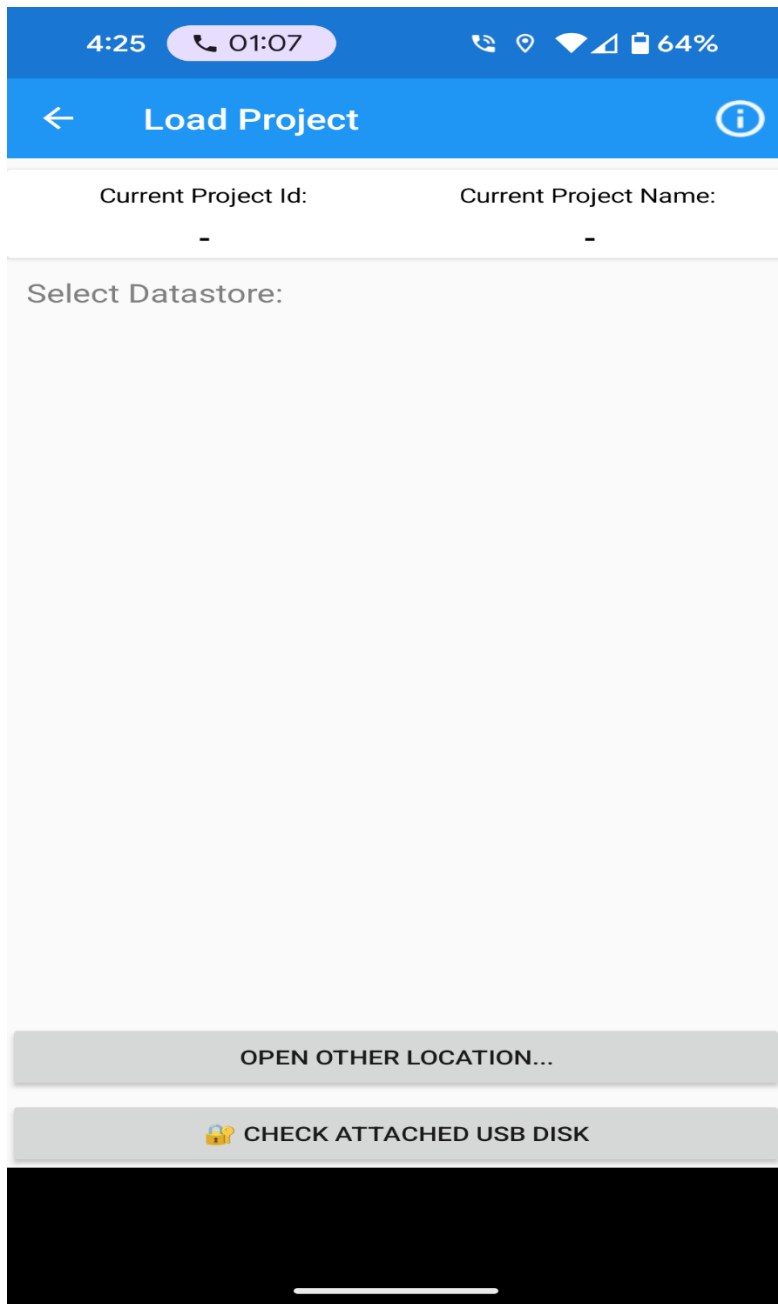 4:25 01:07 64%
Load Project
Current Project Id: Current Project Name:
- -
Select Datastore:
OPEN OTHER LOCATION...
CHECK ATTACHED USB DISK